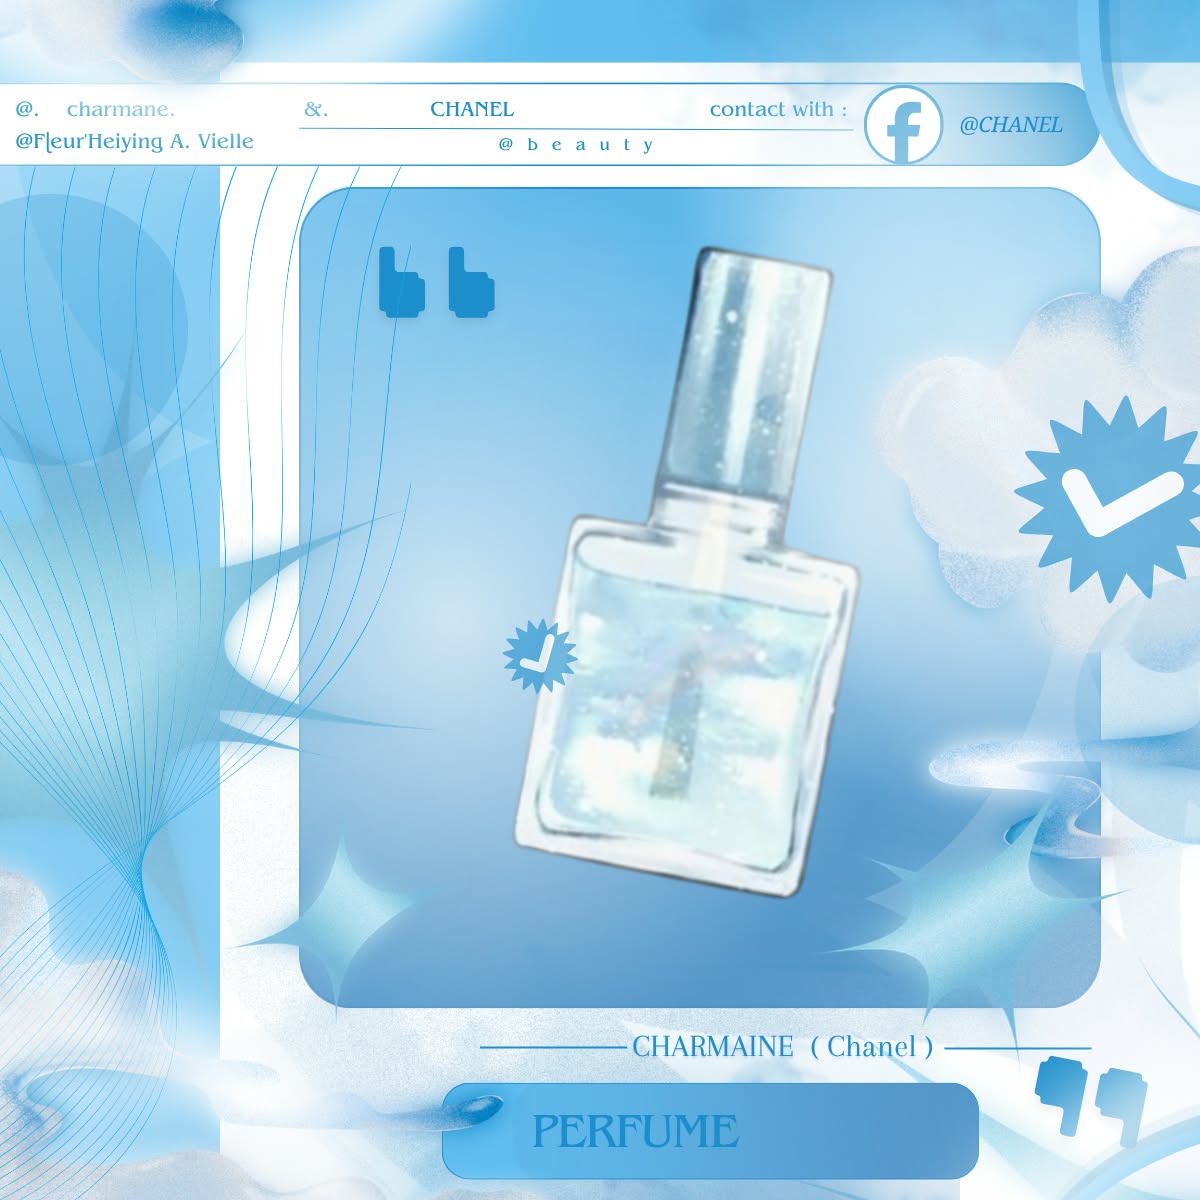 @. charmane. &. CHANEL contact with :
@Fleur'Heiying A. Vielle @ b e a u t y
@CHANEL
CHARMAINE ( Chanel )
PERFUME